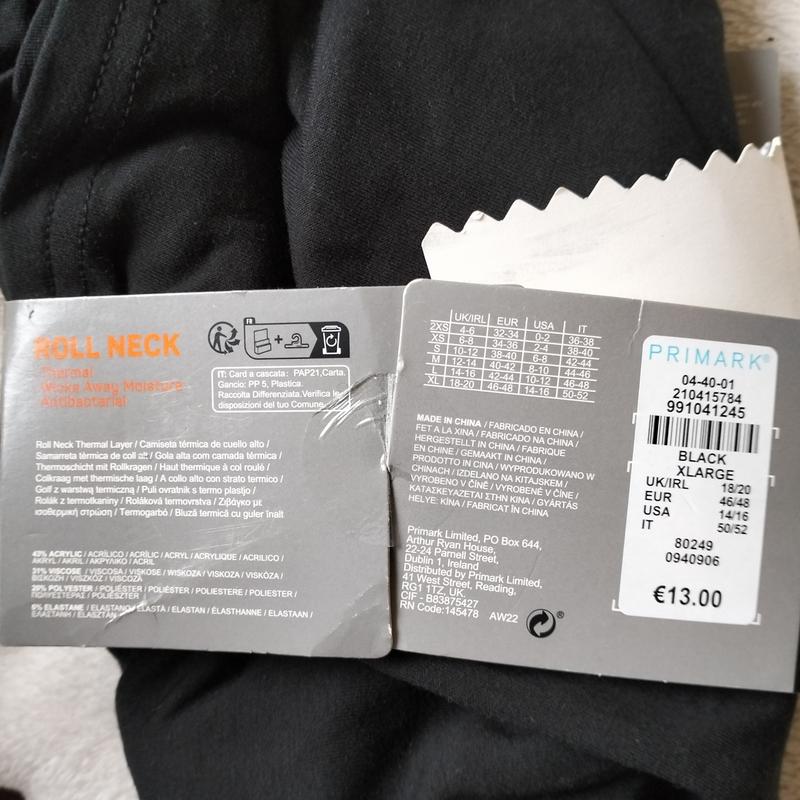 ROLL NECK
Thermal
Wicks Away Moisture
Antibacterial
FR
+
IT: Card a cascata: PAP21,Carta.
Gancio: PP 5, Plastica.
Raccolta Differenziata.Verifica le
disposizioni del tuo Comune.
Roll Neck Thermal Layer / Camiseta térmica de cuello alto /
Samarreta tèrmica de coll alt / Gola alta com camada térmica /
Thermoschicht mit Rollkragen / Haut thermique à col roulé /
Colkraag met thermische laag / A collo alto con strato termico /
Golf z warstwą termiczną / Puli ovratnik s termo plastjo /
Rolák z termotkaniny / Roláková termovrstva / Ζιβάγκο με
ισοθερμική στρώση / Termogarbó / Bluză termică cu guler înalt
43% ACRYLIC / ACRÍLICO / ACRÍLIC / ACRYL / ACRYLIQUE / ACRILICO /
AKRYL / AKRIL / ΑΚΡΥΛΙΚΟ / ACRIL
31% VISCOSE / VISCOSA / VISKOSE / WISKOZA / VISKOZA / VISKÓZA /
ΒΙΣΚΟΖΗ / VISZKÓZ / VISCOZA
20% POLYESTER / POLIÉSTER / POLIÈSTER / POLIESTERE / POLIESTER /
ΠΟΛΥΕΣΤΕΡΑΣ / POLIÉSZTER
6% ELASTANE / ELASTANO / ELASTÀ / ELASTAN / ÉLASTHANNE / ELASTAAN /
ΕΛΑΣΤΑΝΗ / ELASZTÁN
UK/IRL EUR USA IT
2XS 4-6 32-34 0-2 36-38
XS 6-8 34-36 2-4 38-40
S 10-12 38-40 6-8 42-44
M 12-14 40-42 8-10 44-46
L 14-16 42-44 10-12 46-48
XL 18-20 46-48 14-16 50-52
MADE IN CHINA / FABRICADO EN CHINA /
FET A LA XINA / FABRICADO NA CHINA /
HERGESTELLT IN CHINA / FABRIQUÉ
EN CHINE / GEMAAKT IN CHINA /
PRODOTTO IN CINA / WYPRODUKOWANO W
CHINACH / IZDELANO NA KITAJSKEM /
VYROBENO V ČÍNĚ / VYROBENÉ V ČÍNE /
ΚΑΤΑΣΚΕΥΑΖΕΤΑΙ ΣΤΗΝ ΚΙΝΑ / GYÁRTÁS
HELYE: KÍNA / FABRICAT ÎN CHINA
Primark Limited, PO Box 644,
Arthur Ryan House,
22-24 Parnell Street,
Dublin 1, Ireland
Distributed by Primark Limited,
41 West Street, Reading,
RG1 1TZ, UK.
CIF - B83875427
RN Code:145478 AW22
PRIMARK®
04-40-01
210415784
991041245
BLACK
XLARGE
UK/IRL 18/20
EUR 46/48
USA 14/16
IT 50/52
80249
0940906
€13.00